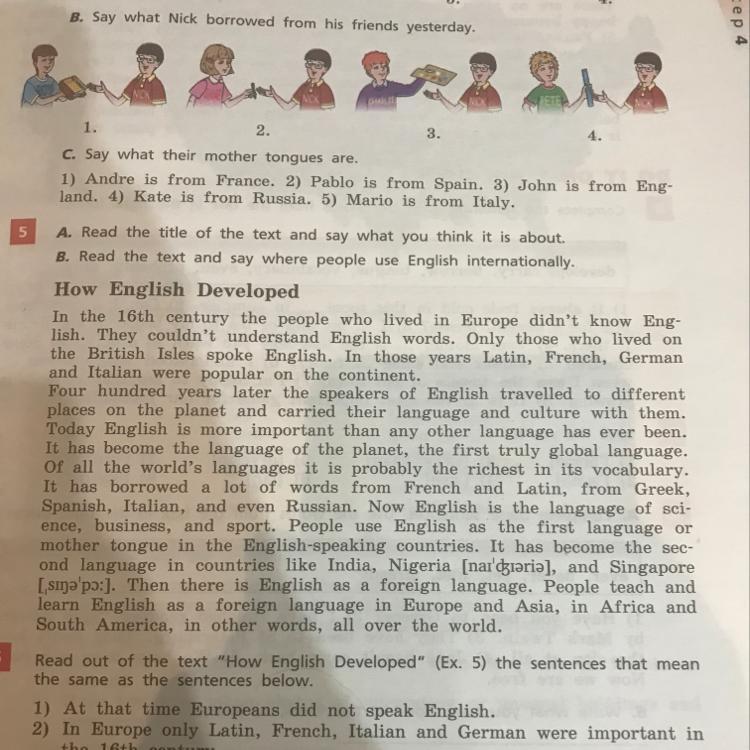 ep 4
B. Say what Nick borrowed from his friends yesterday.
NICK
NICK
CHARLIE
NICK
PETE
NICK
1.
2.
3.
4.
C. Say what their mother tongues are.
1) Andre is from France. 2) Pablo is from Spain. 3) John is from Eng-
land. 4) Kate is from Russia. 5) Mario is from Italy.
5
A. Read the title of the text and say what you think it is about.
B. Read the text and say where people use English internationally.
How English Developed
In the 16th century the people who lived in Europe didn't know Eng-
lish. They couldn't understand English words. Only those who lived on
the British Isles spoke English. In those years Latin, French, German
and Italian were popular on the continent.
Four hundred years later the speakers of English travelled to different
places on the planet and carried their language and culture with them.
Today English is more important than any other language has ever been.
It has become the language of the planet, the first truly global language.
Of all the world's languages it is probably the richest in its vocabulary.
It has borrowed a lot of words from French and Latin, from Greek,
Spanish, Italian, and even Russian. Now English is the language of sci-
ence, business, and sport. People use English as the first language or
mother tongue in the English-speaking countries. It has become the sec-
ond language in countries like India, Nigeria [naɪˈdʒɪərɪə], and Singapore
[ˌsɪŋəˈpɔː]. Then there is English as a foreign language. People teach and
learn English as a foreign language in Europe and Asia, in Africa and
South America, in other words, all over the world.
Read out of the text "How English Developed" (Ex. 5) the sentences that mean
the same as the sentences below.
1) At that time Europeans did not speak English.
2) In Europe only Latin, French, Italian and German were important in
the 16th century.